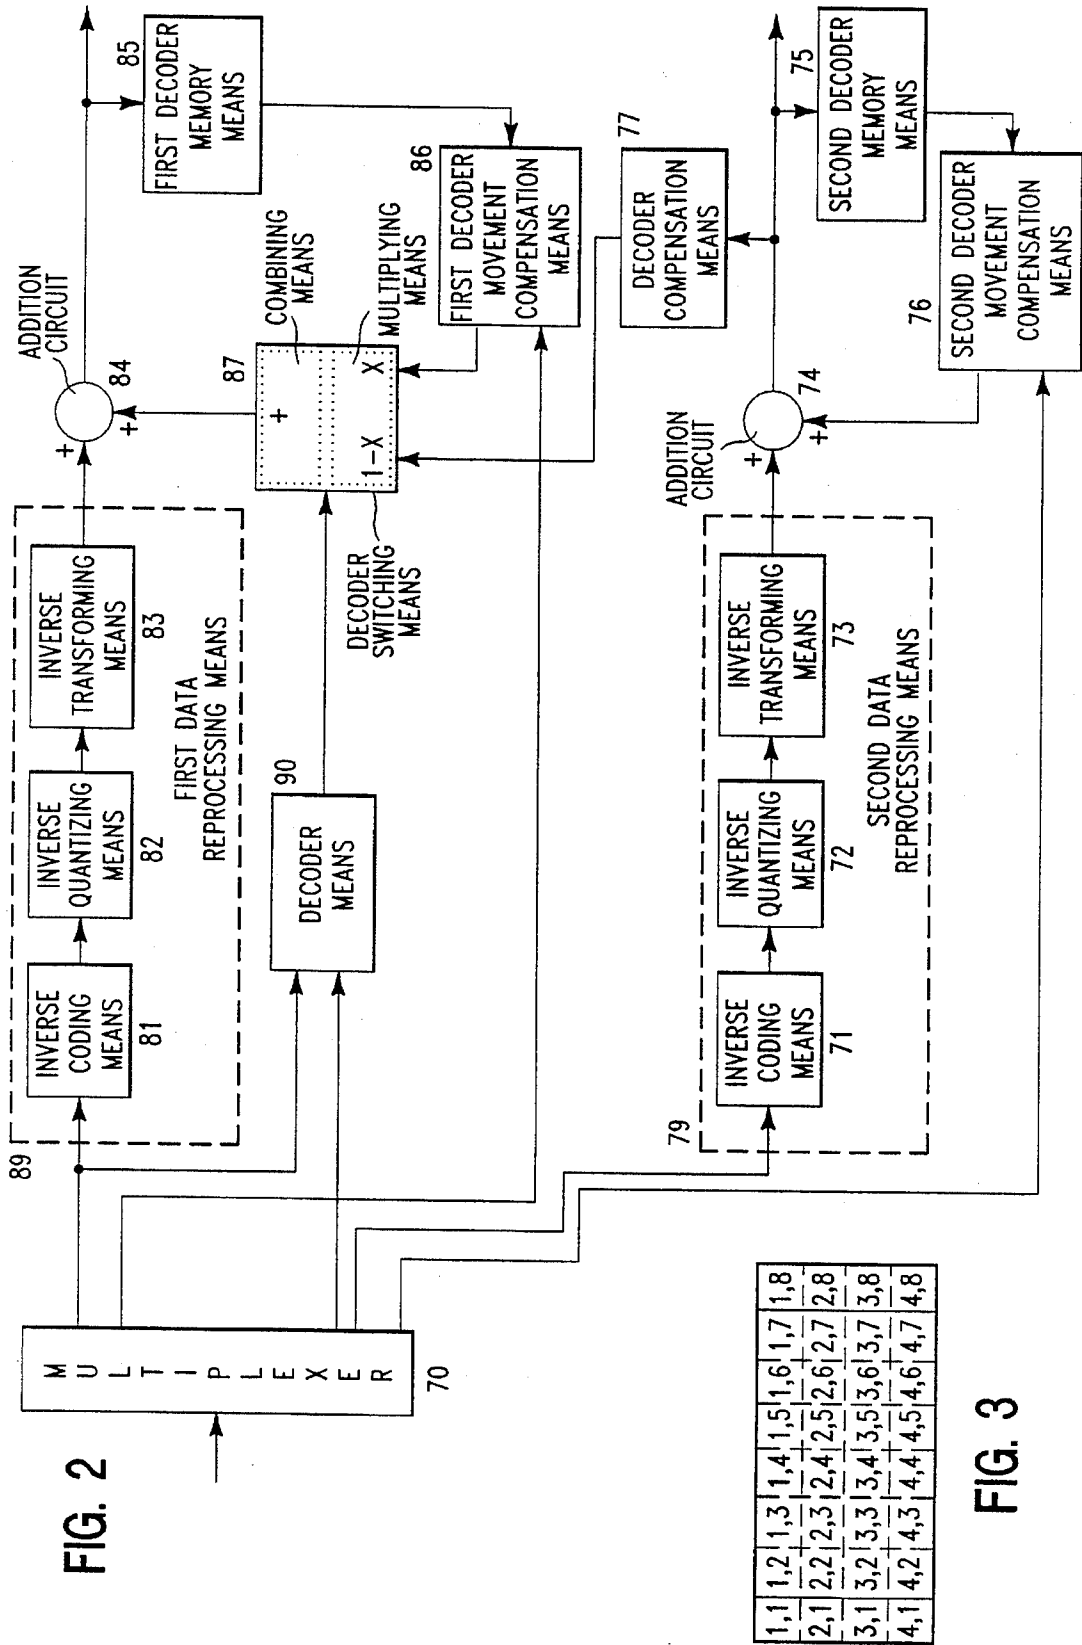 FIG. 2
MULTIPLEXER
70
89
INVERSE
CODING
MEANS
81
INVERSE
QUANTIZING
MEANS
82
INVERSE
TRANSFORMING
MEANS
83
FIRST DATA
REPROCESSING MEANS
ADDITION
CIRCUIT
84
+
+
85
FIRST DECODER
MEMORY
MEANS
DECODER
MEANS
90
87
COMBINING
MEANS
MULTIPLYING
MEANS
+
1-X
X
DECODER
SWITCHING
MEANS
86
FIRST DECODER
MOVEMENT
COMPENSATION
MEANS
77
DECODER
COMPENSATION
MEANS
79
INVERSE
CODING
MEANS
71
INVERSE
QUANTIZING
MEANS
72
INVERSE
TRANSFORMING
MEANS
73
SECOND DATA
REPROCESSING MEANS
ADDITION
CIRCUIT
74
+
+
75
SECOND DECODER
MEMORY
MEANS
76
SECOND DECODER
MOVEMENT
COMPENSATION
MEANS
1,1 1,2 1,3 1,4 1,5 1,6 1,7 1,8
2,1 2,2 2,3 2,4 2,5 2,6 2,7 2,8
3,1 3,2 3,3 3,4 3,5 3,6 3,7 3,8
4,1 4,2 4,3 4,4 4,5 4,6 4,7 4,8
FIG. 3